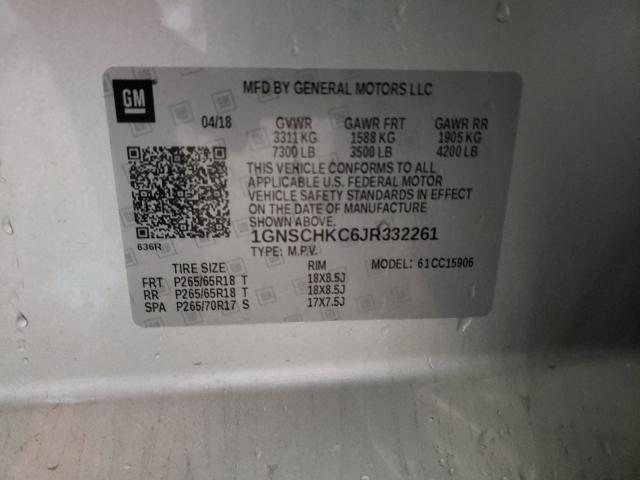 GM
MFD BY GENERAL MOTORS LLC
04/18 GVWR GAWR FRT GAWR RR
3311 KG 1588 KG 1905 KG
7300 LB 3500 LB 4200 LB
THIS VEHICLE CONFORMS TO ALL
APPLICABLE U.S. FEDERAL MOTOR
VEHICLE SAFETY STANDARDS IN EFFECT
ON THE DATE OF MANUFACTURE
SHOWN ABOVE.
636R
1GNSCHKC6JR332261
TYPE: M.P.V.
MODEL: 61CC15906
TIRE SIZE RIM
FRT P265/65R18 T 18X8.5J
RR P265/65R18 T 18X8.5J
SPA P265/70R17 S 17X7.5J